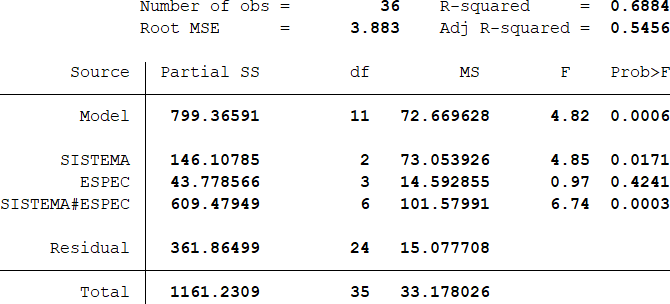 Number of obs = 36 R-squared = 0.6884
Root MSE = 3.883 Adj R-squared = 0.5456
Source Partial SS df MS F Prob>F
Model 799.36591 11 72.669628 4.82 0.0006
SISTEMA 146.10785 2 73.053926 4.85 0.0171
ESPEC 43.778566 3 14.592855 0.97 0.4241
SISTEMA#ESPEC 609.47949 6 101.57991 6.74 0.0003
Residual 361.86499 24 15.077708
Total 1161.2309 35 33.178026